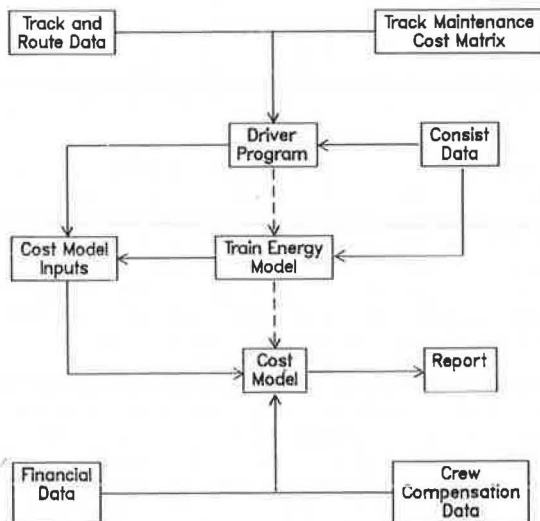 Track and
Route Data
Track Maintenance
Cost Matrix
Driver
Program
Consist
Data
Cost Model
Inputs
Train Energy
Model
Cost
Model
Report
Financial
Data
Crew
Compensation
Data